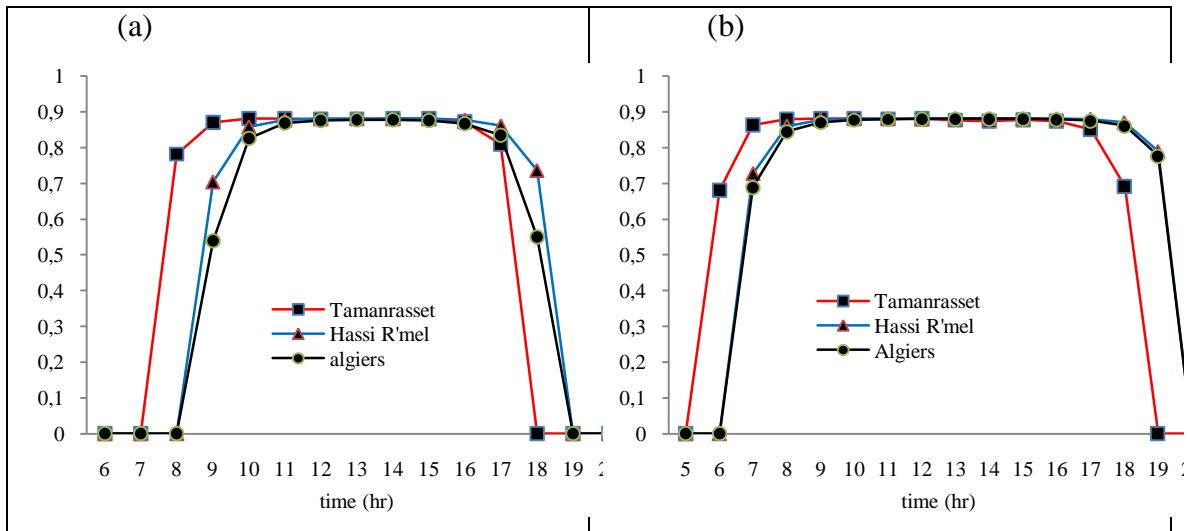 (a)
1
0,9
0,8
0,7
0,6
0,5
0,4
0,3
0,2
0,1
0
6 7 8 9 10 11 12 13 14 15 16 17 18 19
time (hr)
Tamanrasset
Hassi R'mel
algiers
(b)
1
0,9
0,8
0,7
0,6
0,5
0,4
0,3
0,2
0,1
0
5 6 7 8 9 10 11 12 13 14 15 16 17 18 19
time (hr)
Tamanrasset
Hassi R'mel
Algiers